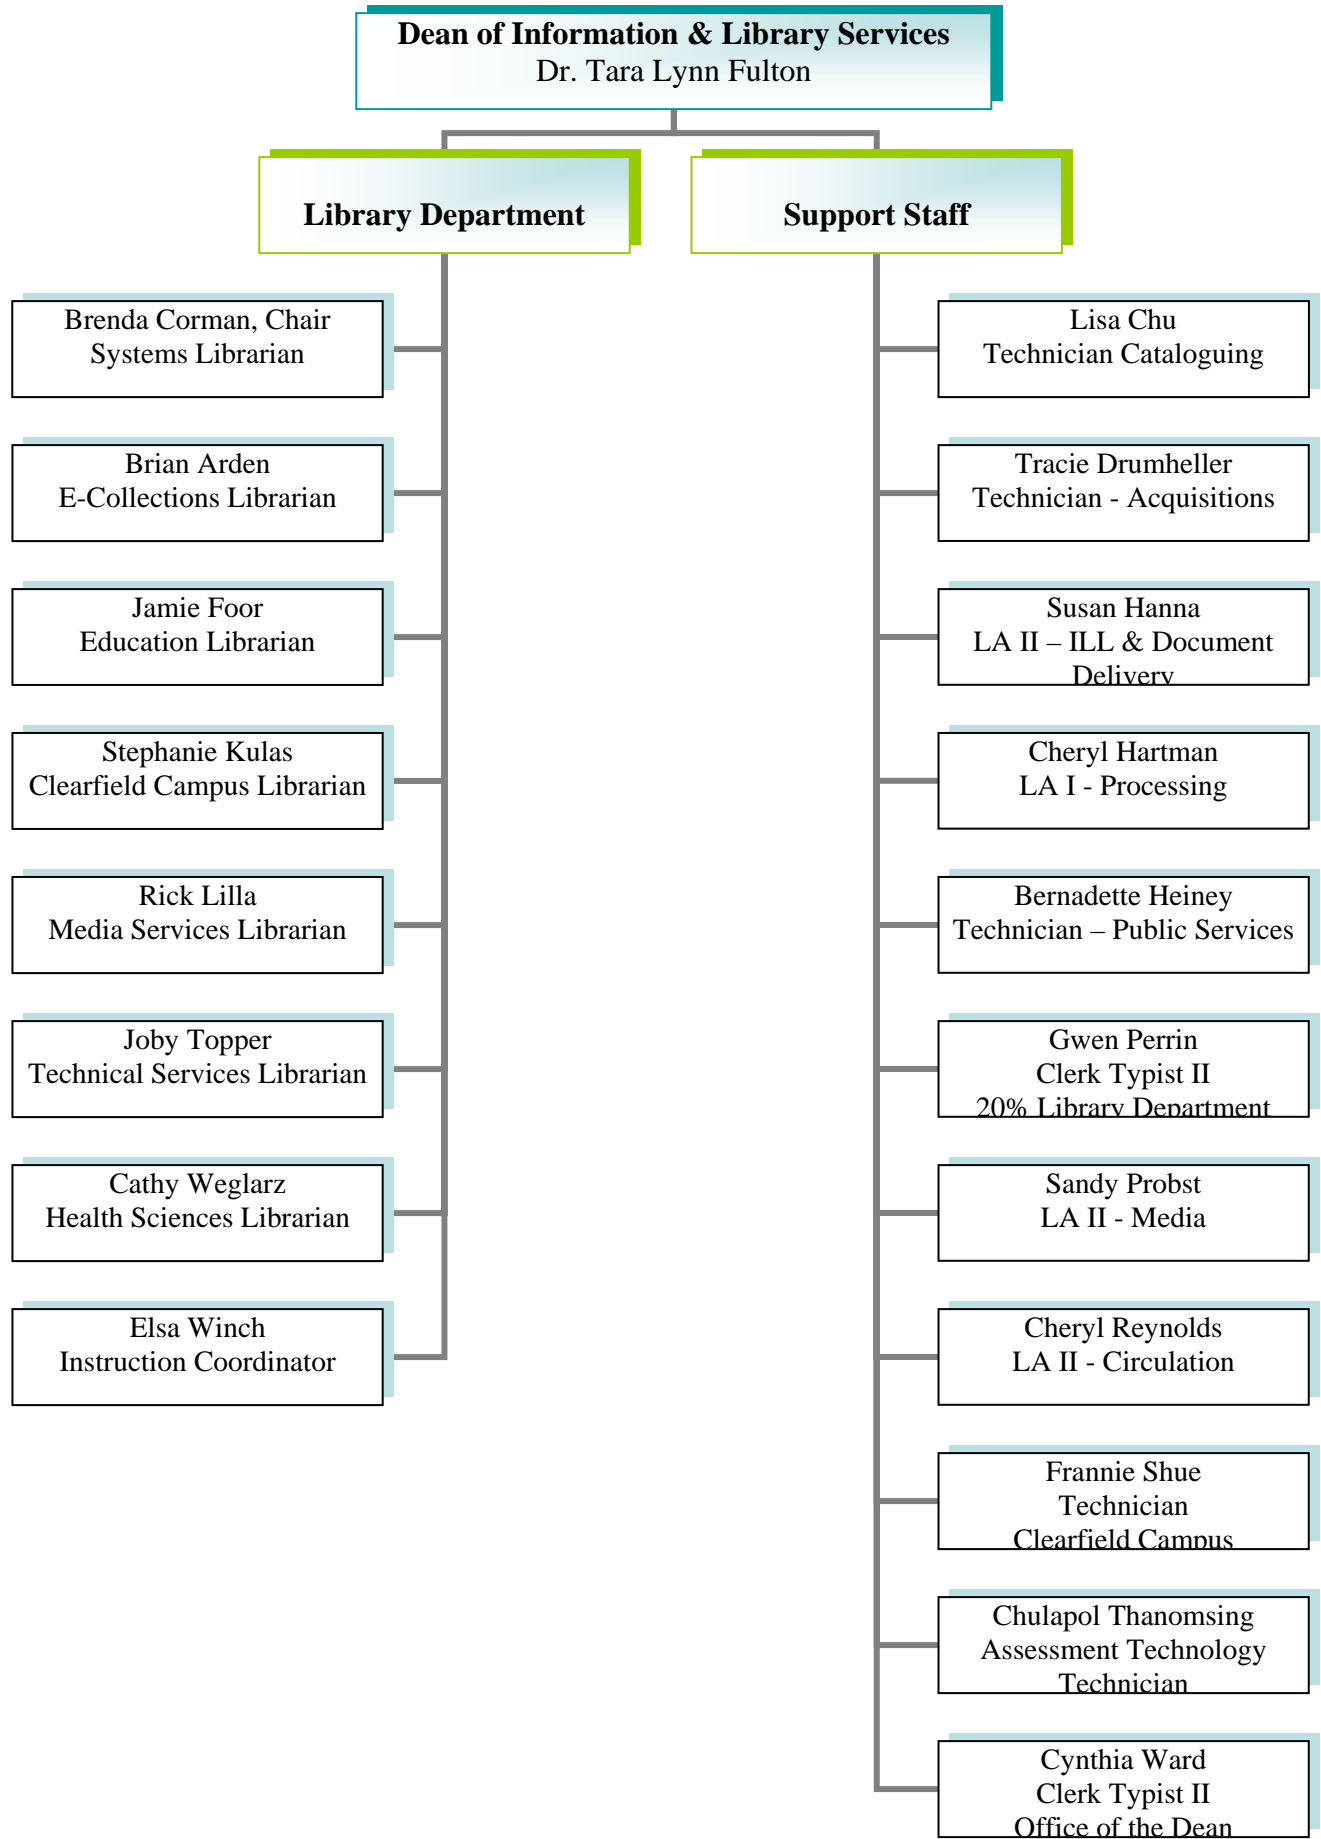 Dean of Information & Library Services
Dr. Tara Lynn Fulton
Library Department
Support Staff
Brenda Corman, Chair
Systems Librarian
Brian Arden
E-Collections Librarian
Jamie Foor
Education Librarian
Stephanie Kulas
Clearfield Campus Librarian
Rick Lilla
Media Services Librarian
Joby Topper
Technical Services Librarian
Cathy Weglarz
Health Sciences Librarian
Elsa Winch
Instruction Coordinator
Lisa Chu
Technician Cataloguing
Tracie Drumheller
Technician - Acquisitions
Susan Hanna
LA II – ILL & Document
Delivery
Cheryl Hartman
LA I - Processing
Bernadette Heiney
Technician – Public Services
Gwen Perrin
Clerk Typist II
20% Library Department
Sandy Probst
LA II - Media
Cheryl Reynolds
LA II - Circulation
Frannie Shue
Technician
Clearfield Campus
Chulapol Thanomsing
Assessment Technology
Technician
Cynthia Ward
Clerk Typist II
Office of the Dean